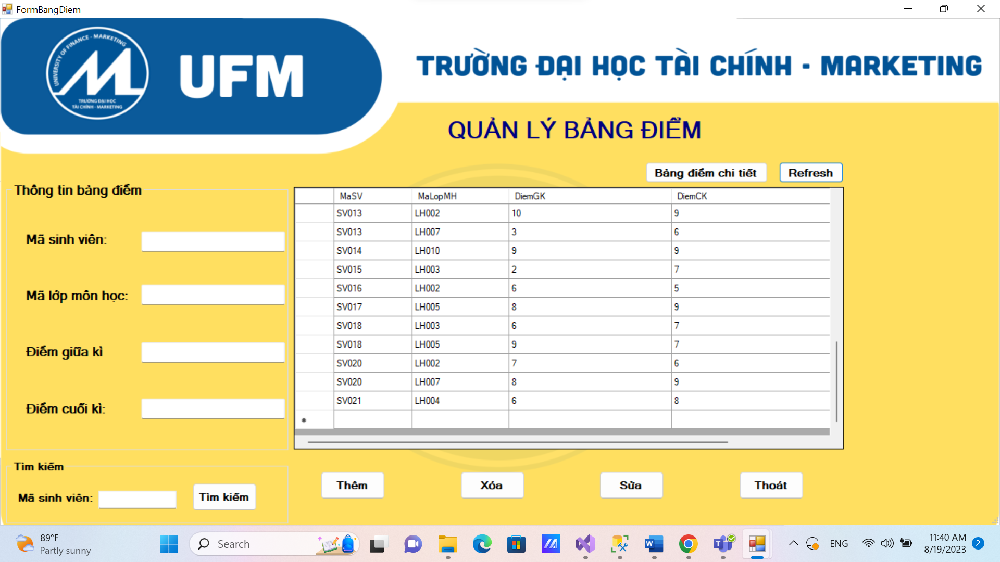 FormBangDiem
UNIVERSITY OF FINANCE - MARKETING
TRƯỜNG ĐẠI HỌC
TÀI CHÍNH - MARKETING
UFM
TRƯỜNG ĐẠI HỌC TÀI CHÍNH - MARKETING
QUẢN LÝ BẢNG ĐIỂM
Bảng điểm chi tiết Refresh
Thông tin bảng điểm
Mã sinh viên:
Mã lớp môn học:
Điểm giữa kì
Điểm cuối kì:
MaSV MaLopMH DiemGK DiemCK
SV013 LH002 10 9
SV013 LH007 3 6
SV014 LH010 9 9
SV015 LH003 2 7
SV016 LH002 6 5
SV017 LH005 8 9
SV018 LH003 6 7
SV018 LH005 9 7
SV020 LH002 7 6
SV020 LH007 8 9
SV021 LH004 6 8
*
Tìm kiếm
Mã sinh viên: Tìm kiếm
Thêm Xóa Sửa Thoát
89°F
Partly sunny
Search
ENG
11:40 AM
8/19/2023
2